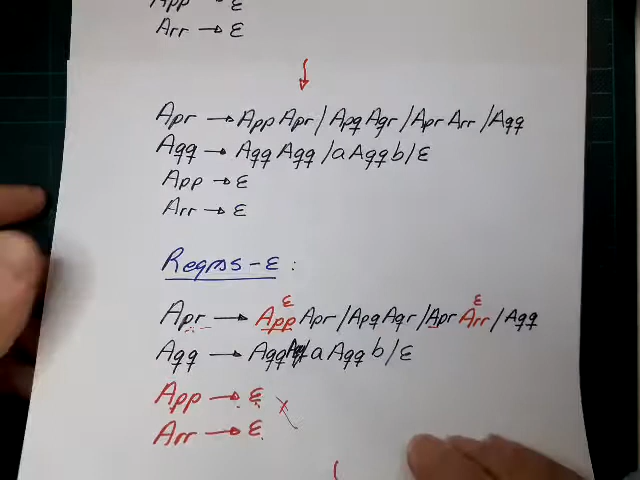 App → ε
Arr → ε
↓
Apr → App Apr / Apq Aqr / Apr Arr / Aqq
Aqq → Aqq Aqq / a Aqq b / ε
App → ε
Arr → ε
Regras - ε :
ε ε
Apr → App Apr / Apq Aqr / Apr Arr / Aqq
Aqq → Aqq Aqq / a Aqq b / ε
App → ε x
Arr → ε